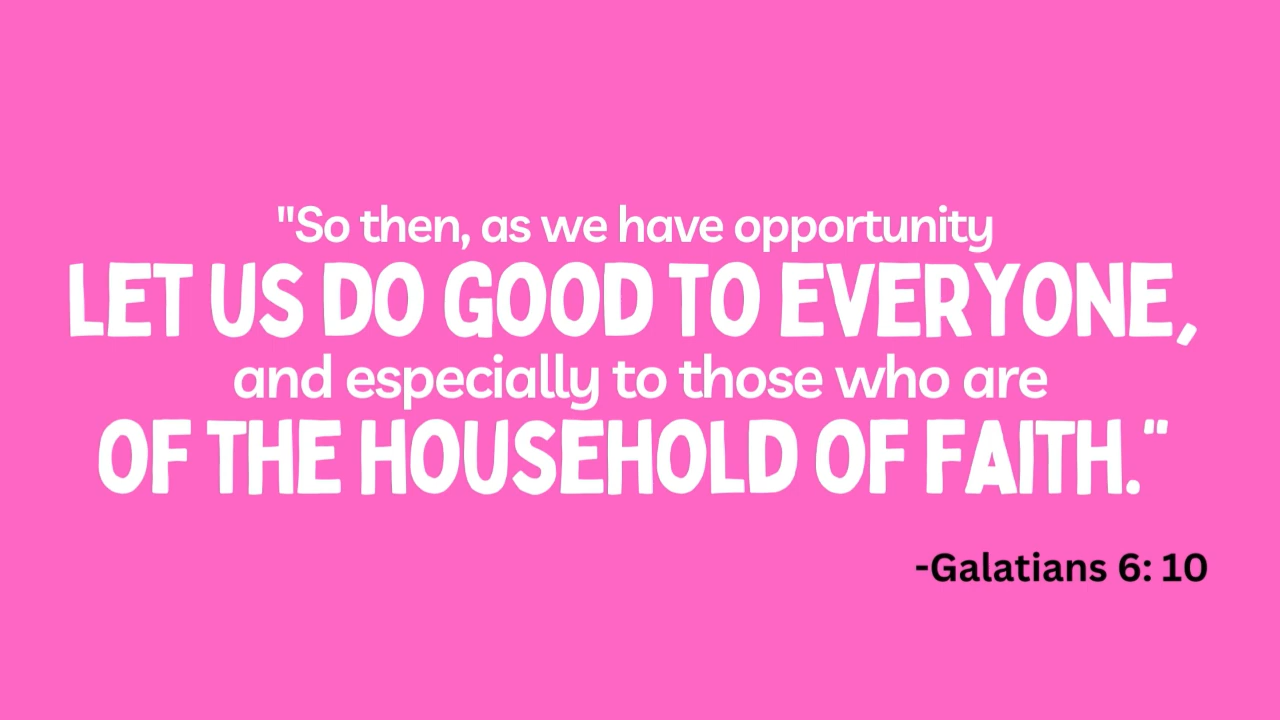 "So then, as we have opportunity
LET US DO GOOD TO EVERYONE,
and especially to those who are
OF THE HOUSEHOLD OF FAITH."
-Galatians 6: 10